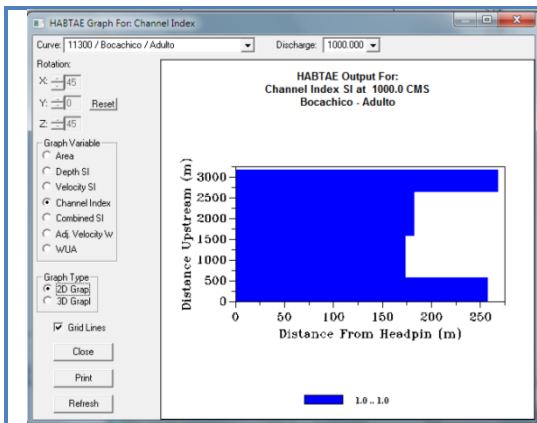 HABTAE Graph For: Channel Index
Curve: 11300 / Bocachico / Adulto
Discharge: 1000.000
Rotation:
X: 45
Y: 0 Reset
Z: 45
Graph Variable
Area
Depth SI
Velocity SI
Channel Index
Combined SI
Adj. Velocity W
WUA
Graph Type
2D Grap
3D Grapl
Grid Lines
Close
Print
Refresh
HABTAE Output For:
Channel Index SI at 1000.0 CMS
Bocachico - Adulto
Distance Upstream (m)
3000
2500
2000
1500
1000
500
0
0 50 100 150 200 250
Distance From Headpin (m)
1.0 .. 1.0